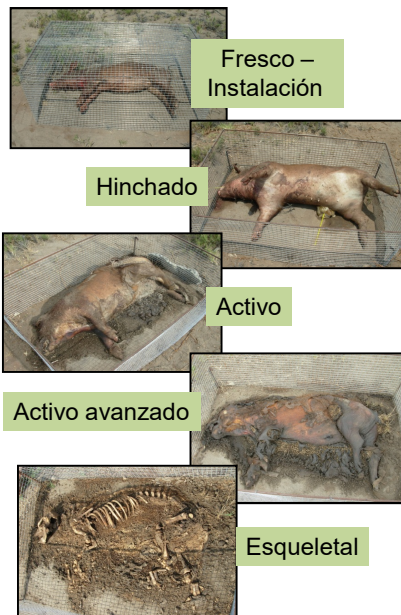 Fresco –
Instalación
Hinchado
Activo
Activo avanzado
Esqueletal